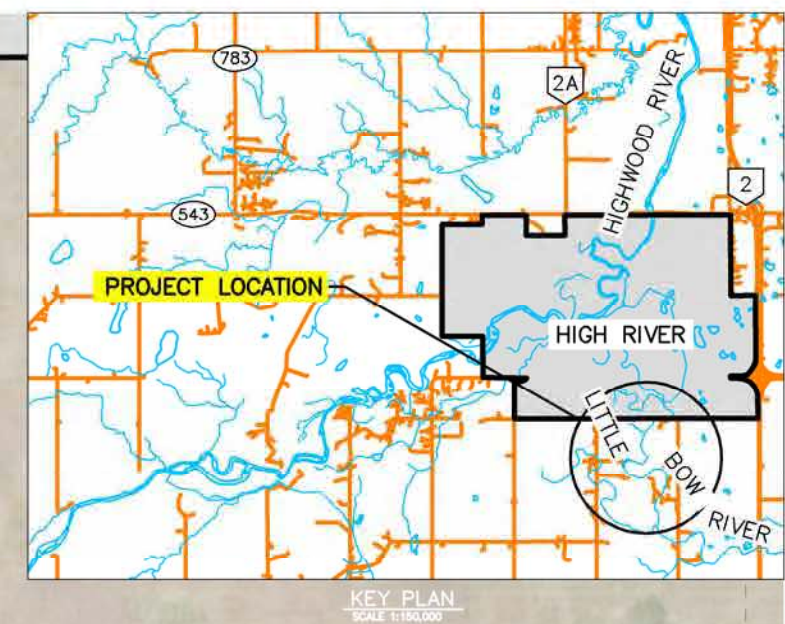 783
2A
HIGHWOOD RIVER
2
543
PROJECT LOCATION
HIGH RIVER
LITTLE
BOW
RIVER
KEY PLAN
SCALE 1:150,000